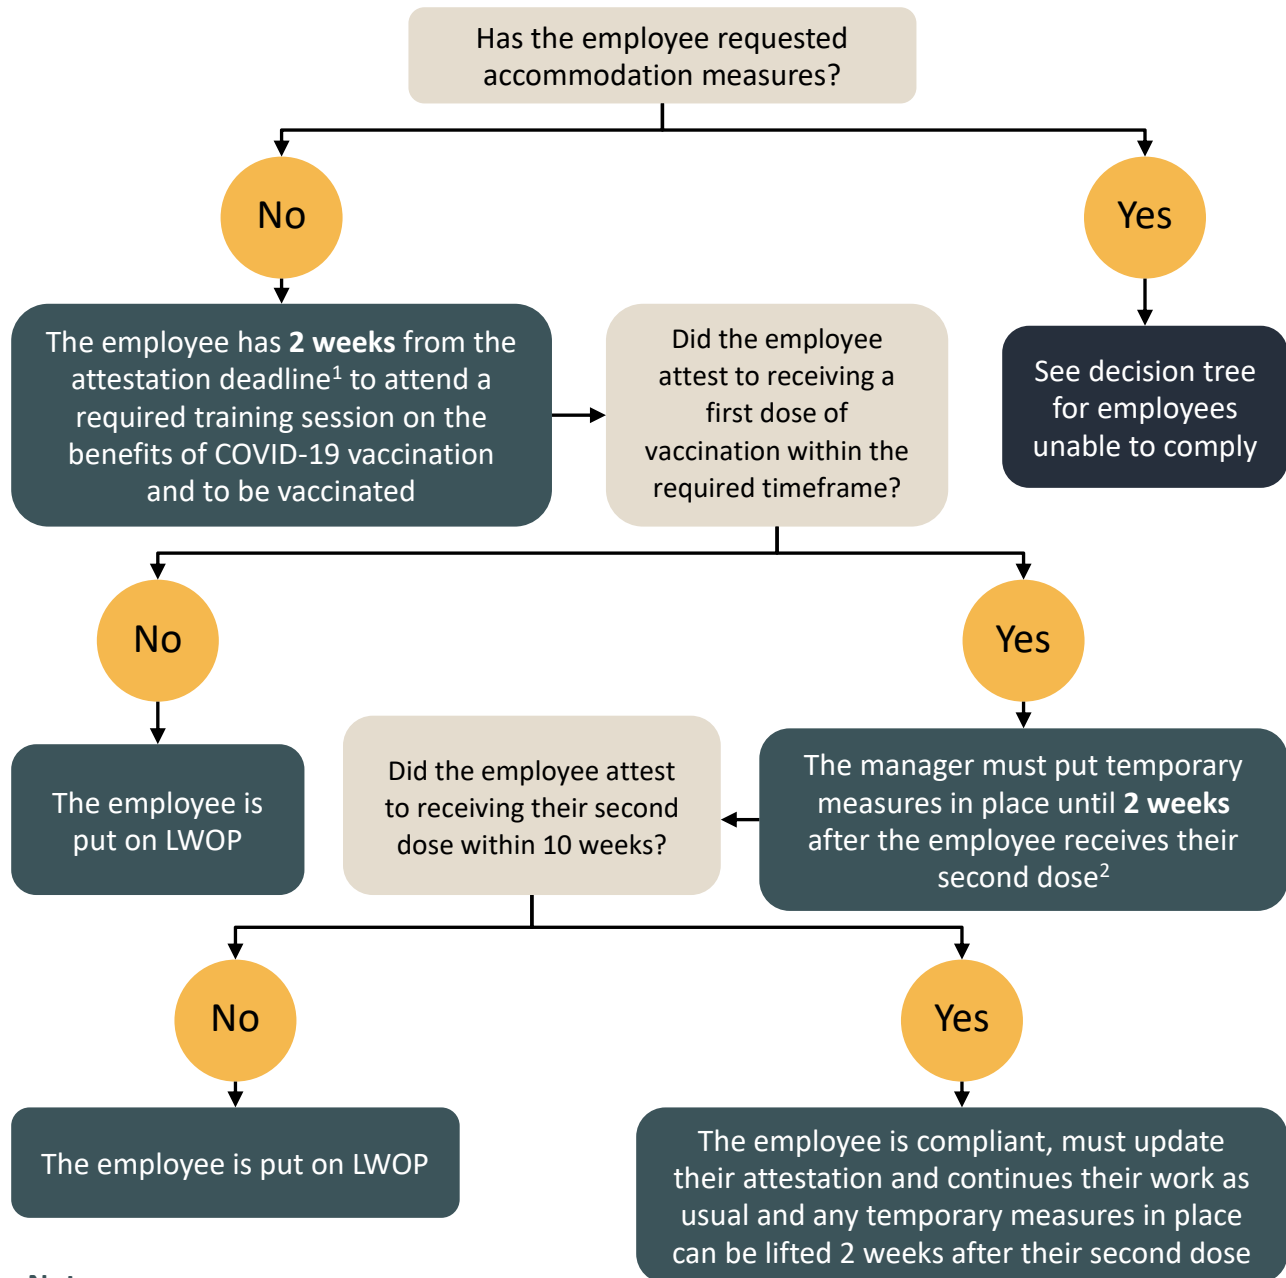 Has the employee requested
accommodation measures?
No
Yes
The employee has 2 weeks from the
attestation deadline¹ to attend a
required training session on the
benefits of COVID-19 vaccination
and to be vaccinated
Did the employee
attest to receiving a
first dose of
vaccination within the
required timeframe?
See decision tree
for employees
unable to comply
No
Yes
The employee is
put on LWOP
Did the employee attest
to receiving their second
dose within 10 weeks?
The manager must put temporary
measures in place until 2 weeks
after the employee receives their
second dose²
No
Yes
The employee is put on LWOP
The employee is compliant, must update
their attestation and continues their work as
usual and any temporary measures in place
can be lifted 2 weeks after their second dose